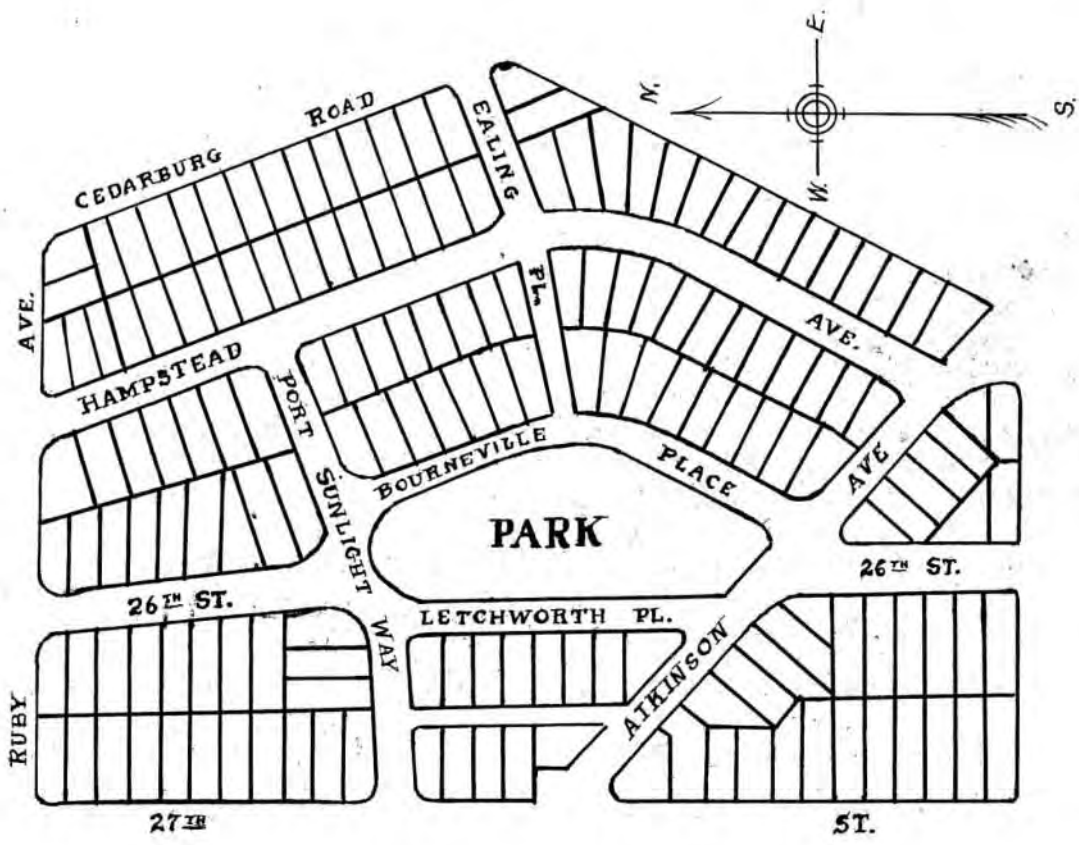 E.
N.
W.
S.
CEDARBURG ROAD
EALING PL.
RUBY AVE.
HAMPSTEAD AVE.
PORT SUNLIGHT WAY
BOURNEVILLE PLACE
PARK
AIKINSON AVE
26TH ST.
26TH ST.
LETCHWORTH PL.
27TH ST.